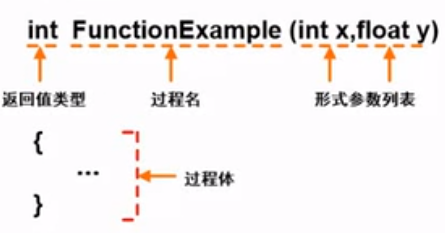 int FunctionExample (int x,float y)
返回值类型 过程名 形式参数列表
{
... 过程体
}